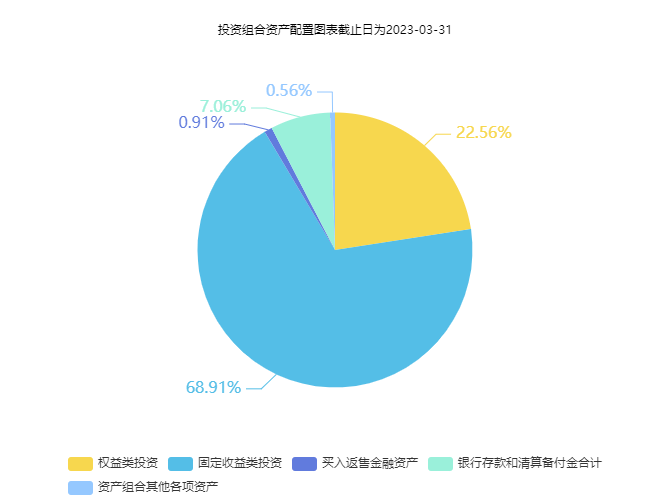 投资组合资产配置图表截止日为2023-03-31
0.56%
7.06%
0.91%
22.56%
68.91%
权益类投资 固定收益类投资 买入返售金融资产 银行存款和清算备付金合计
资产组合其他各项资产